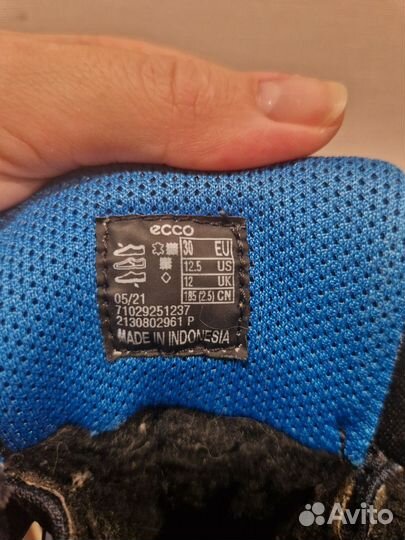 ecco
30 EU
12.5 US
12 UK
185 (2.5) CN
05/21
71029251237
2130802961 P
MADE IN INDONESIA
Avito